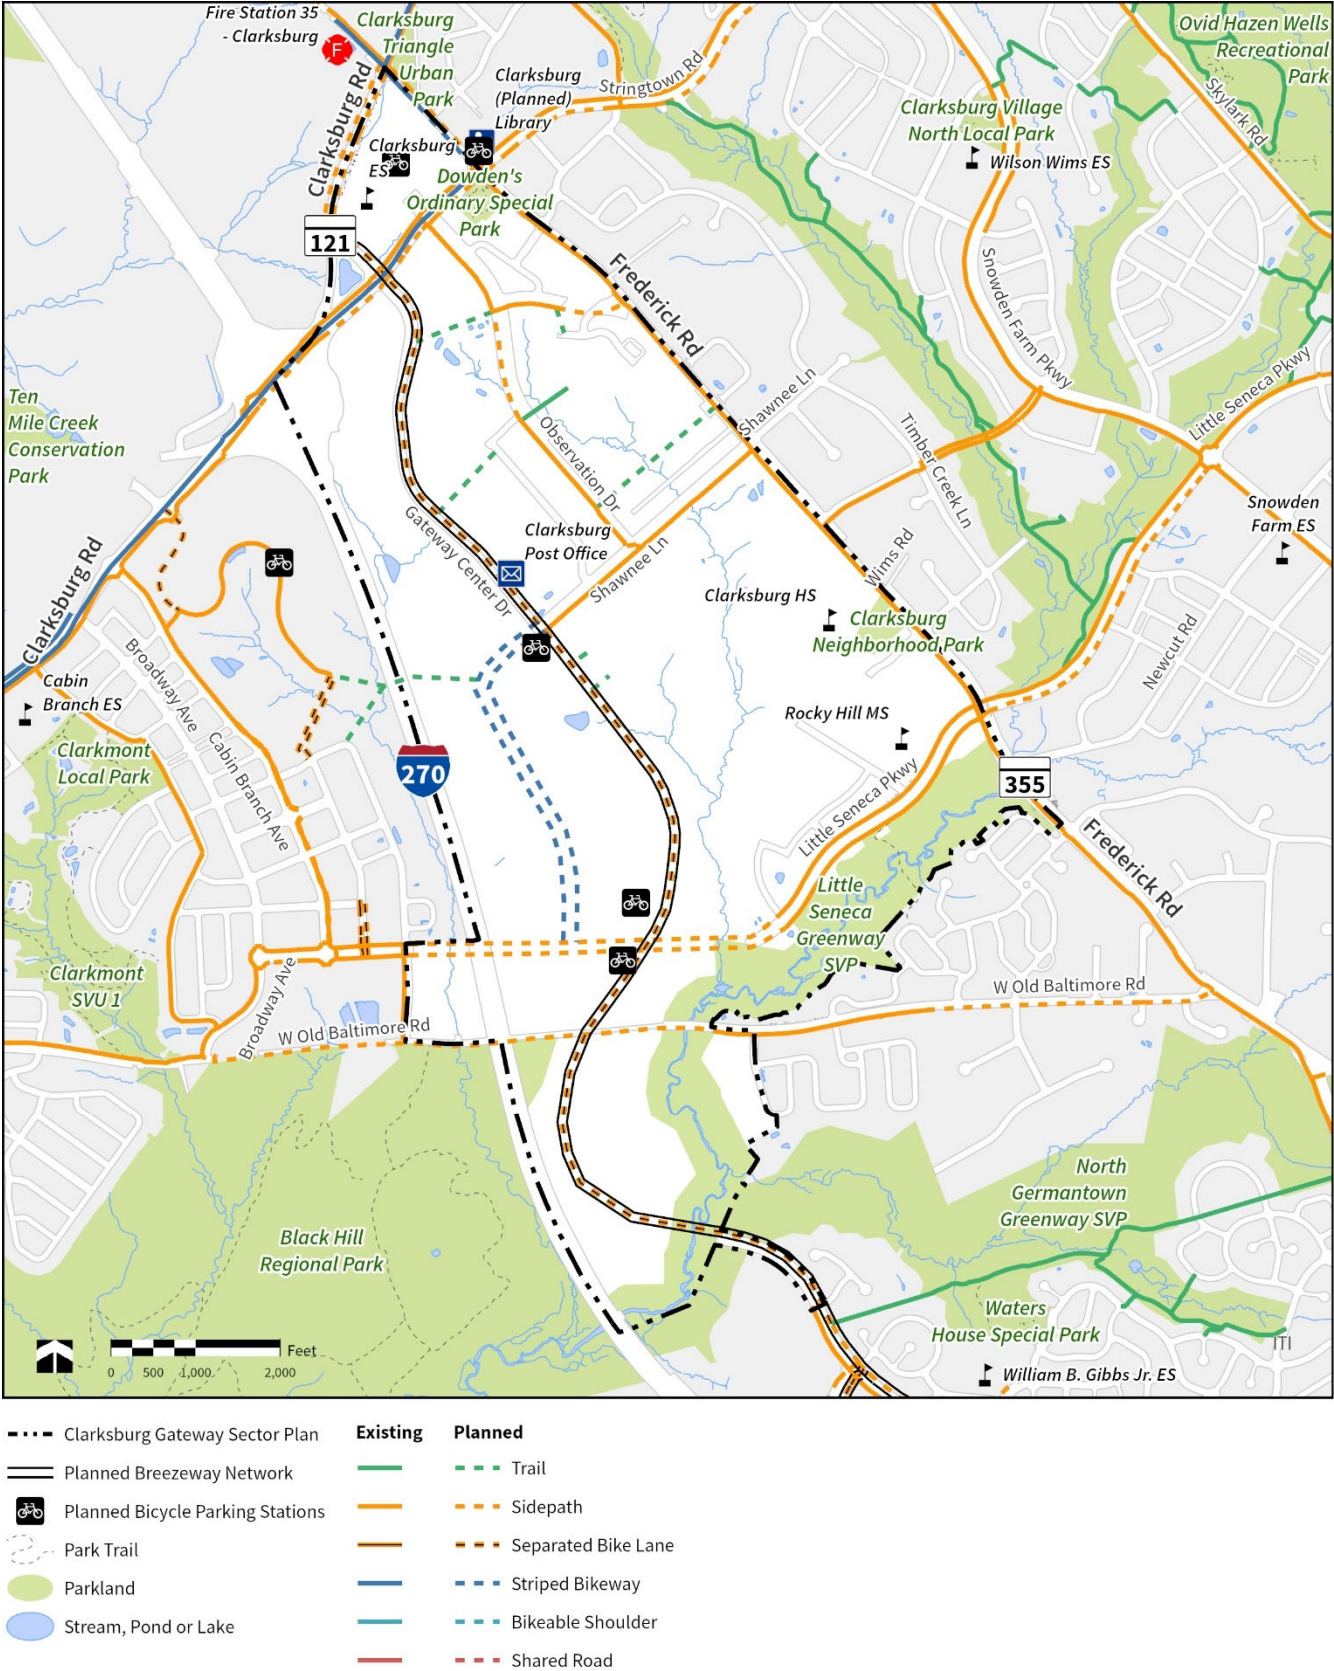 Fire Station 35
- Clarksburg
F
Clarksburg
Triangle
Urban
Park
Clarksburg
(Planned)
Library
Stringtown Rd
Ovid Hazen Wells
Recreational
Park
Skylark Rd
Clarksburg Village
North Local Park
Wilson Wims ES
Clarksburg Rd
Clarksburg
ES
Dowden's
Ordinary Special
Park
121
Frederick Rd
Snowden Farm Pkwy
Little Seneca Pkwy
Ten
Mile Creek
Conservation
Park
Shawnee Ln
Observation Dr
Timber Creek Ln
Snowden
Farm ES
Gateway Center Dr
Clarksburg
Post Office
Shawnee Ln
Wims Rd
Clarksburg HS
Clarksburg
Neighborhood Park
Newcut Rd
Clarksburg Rd
Cabin
Branch ES
Broadway Ave
Cabin Branch Ave
Clarkmont
Local Park
270
Rocky Hill MS
Little Seneca Pkwy
355
Frederick Rd
Little
Seneca
Greenway
SVP
Clarkmont
SVU 1
Broadway Ave
W Old Baltimore Rd
W Old Baltimore Rd
North
Germantown
Greenway SVP
Black Hill
Regional Park
Waters
House Special Park
ITI
William B. Gibbs Jr. ES
Feet
0 500 1,000 2,000
Clarksburg Gateway Sector Plan
Planned Breezeway Network
Planned Bicycle Parking Stations
Park Trail
Parkland
Stream, Pond or Lake
Existing Planned
Trail
Sidepath
Separated Bike Lane
Striped Bikeway
Bikeable Shoulder
Shared Road